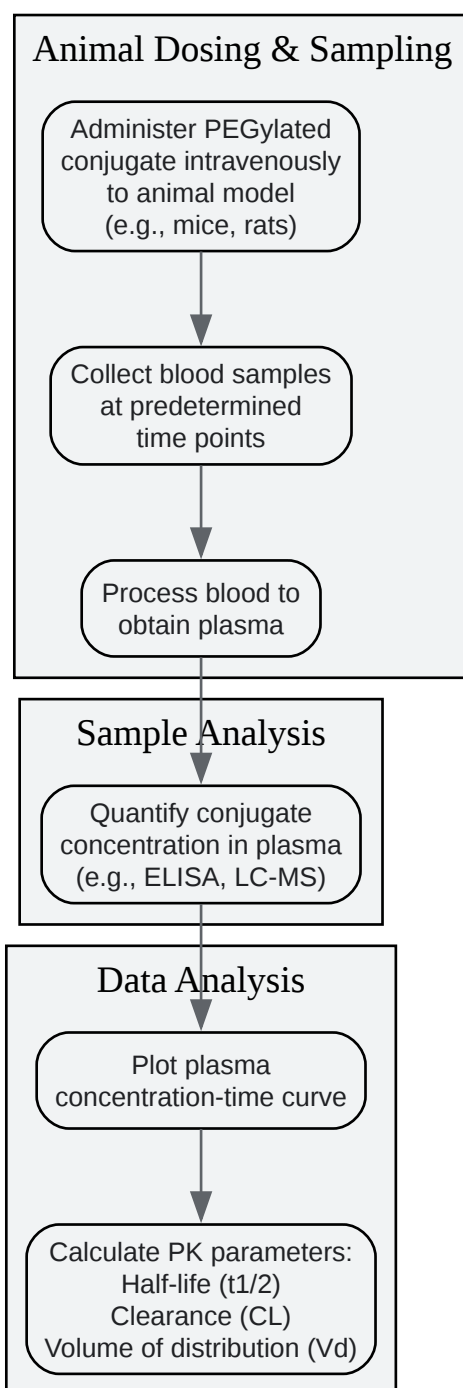 Animal Dosing & Sampling
Administer PEGylated
conjugate intravenously
to animal model
(e.g., mice, rats)
Collect blood samples
at predetermined
time points
Process blood to
obtain plasma
Sample Analysis
Quantify conjugate
concentration in plasma
(e.g., ELISA, LC-MS)
Data Analysis
Plot plasma
concentration-time curve
Calculate PK parameters:
Half-life (t1/2)
Clearance (CL)
Volume of distribution (Vd)